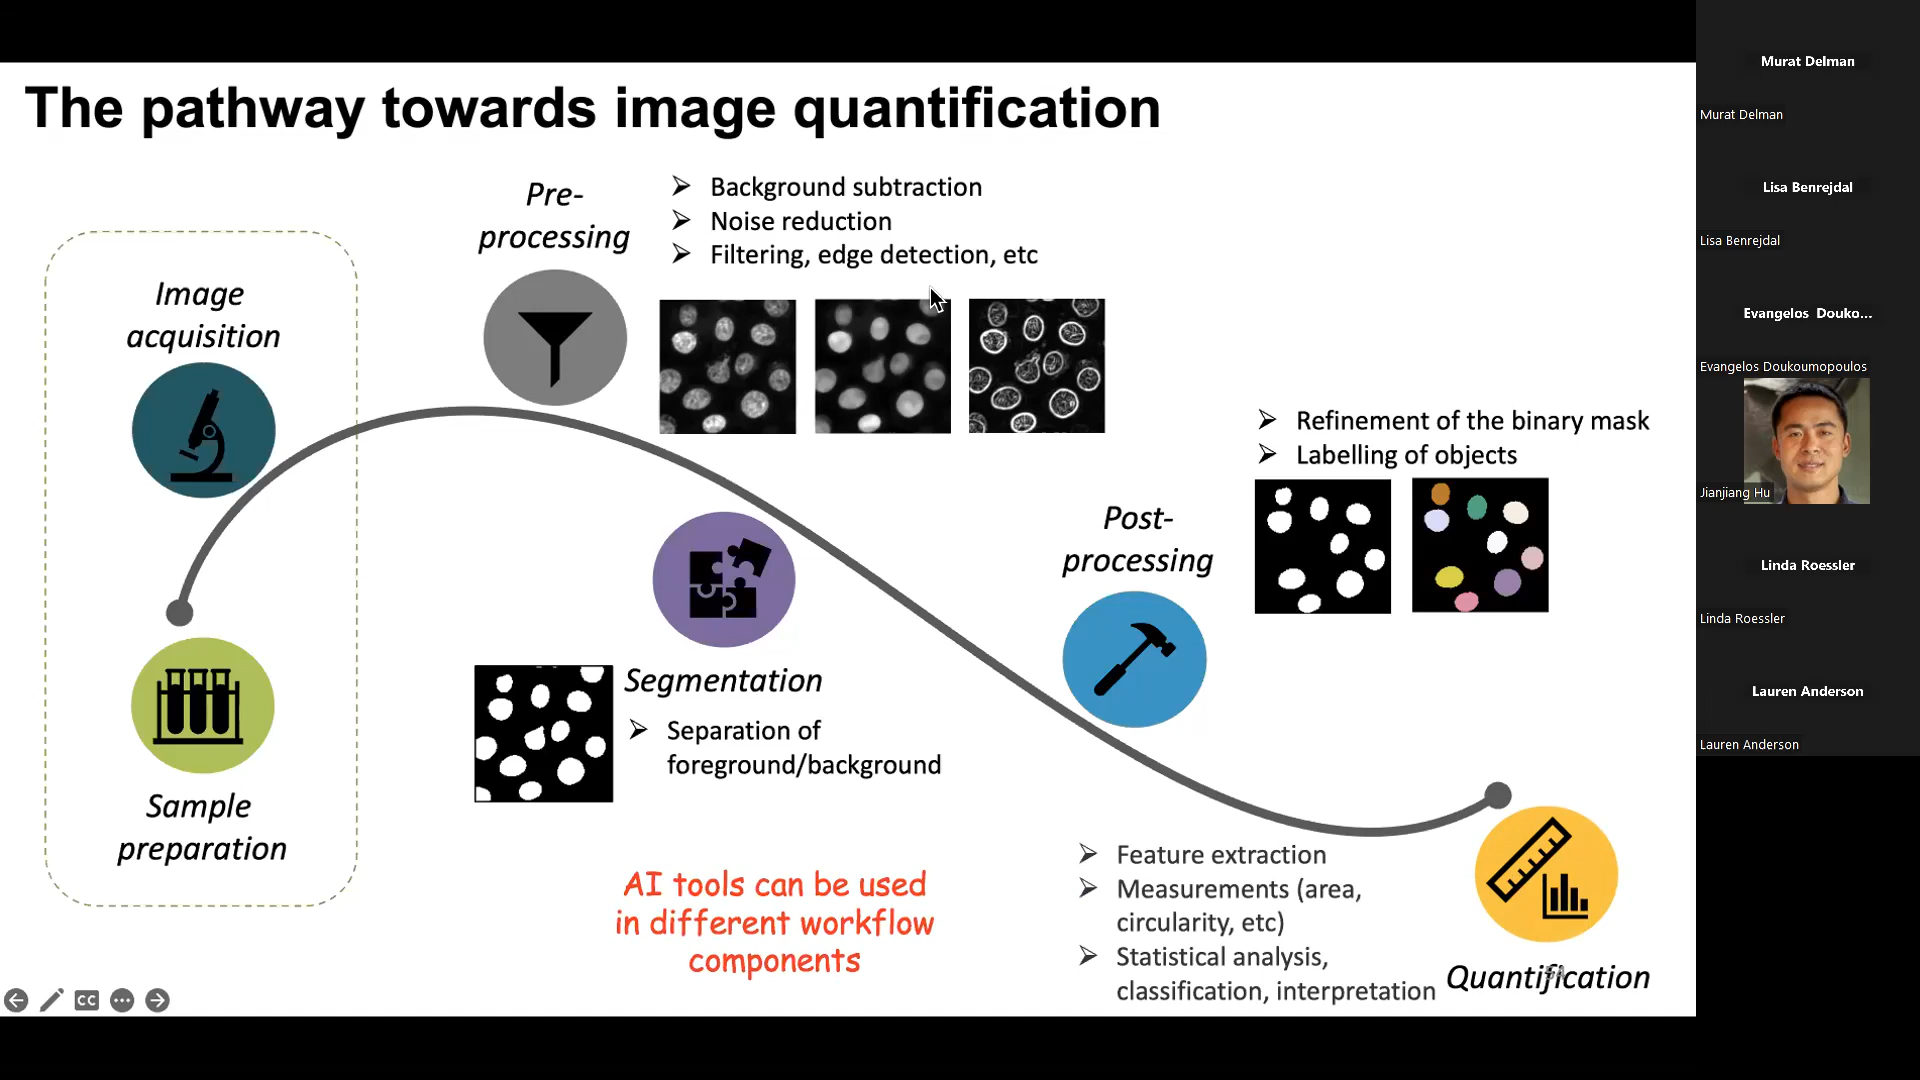 The pathway towards image quantification
Pre-
processing
➢ Background subtraction
➢ Noise reduction
➢ Filtering, edge detection, etc
Image
acquisition
➢ Refinement of the binary mask
➢ Labelling of objects
Post-
processing
Segmentation
➢ Separation of
foreground/background
Sample
preparation
AI tools can be used
in different workflow
components
➢ Feature extraction
➢ Measurements (area,
circularity, etc)
➢ Statistical analysis,
classification, interpretation
Quantification
CC
Murat Delman
Murat Delman
Lisa Benrejdal
Lisa Benrejdal
Evangelos Douko...
Evangelos Doukoumopoulos
Jianjiang Hu
Linda Roessler
Linda Roessler
Lauren Anderson
Lauren Anderson